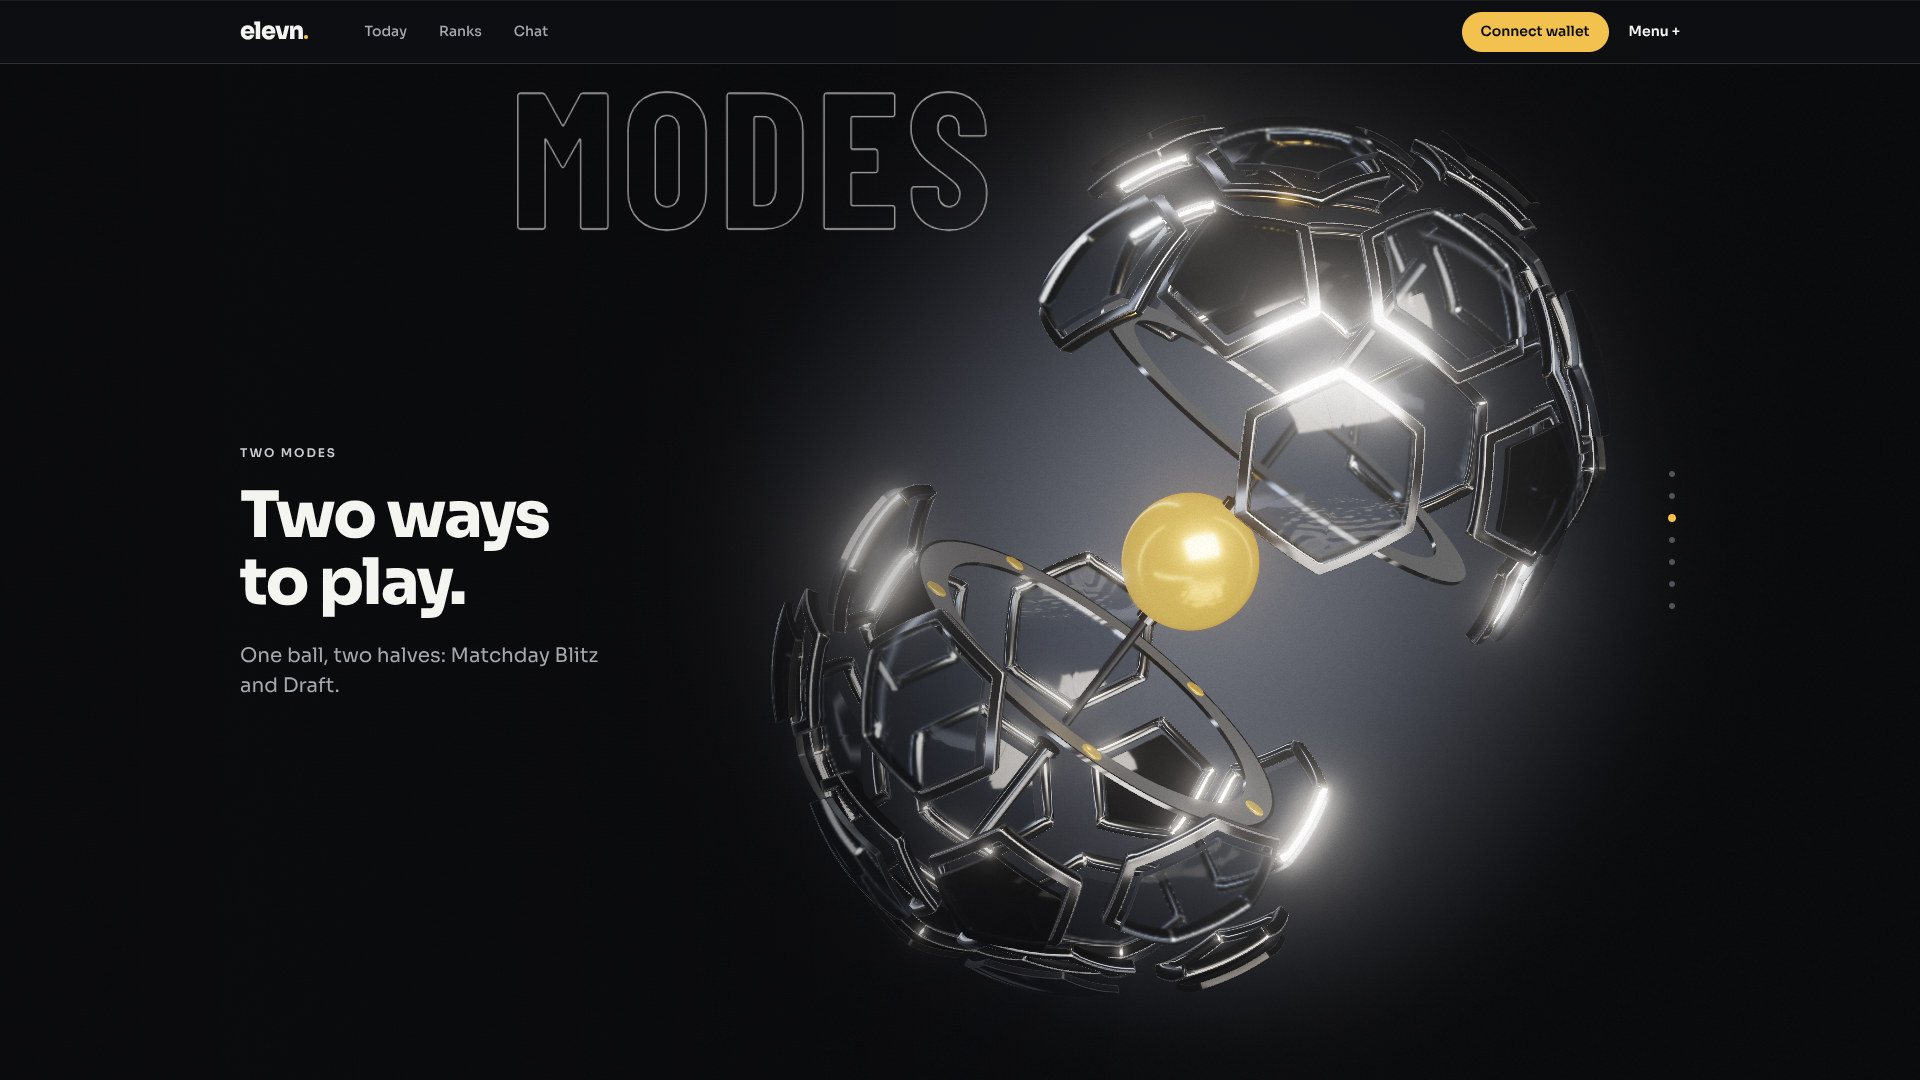 elevn.
Today
Ranks
Chat
Connect wallet
Menu +
MODES
TWO MODES
Two ways
to play.
One ball, two halves: Matchday Blitz
and Draft.